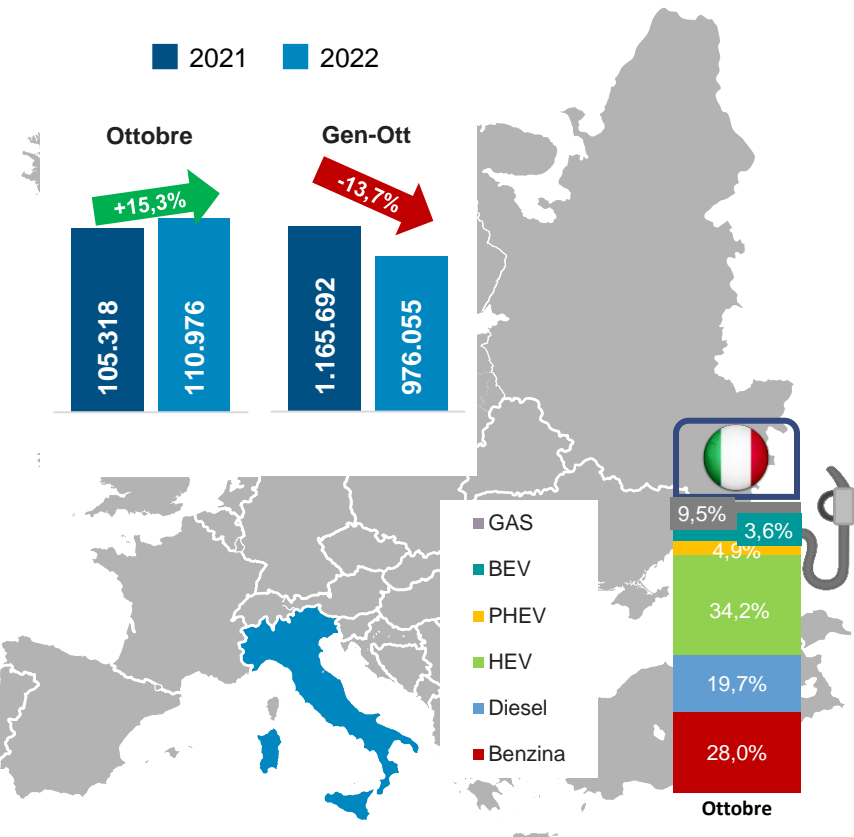 2021 2022
Ottobre Gen-Ott
+15,3% -13,7%
105.318 110.976 1.165.692 976.055
GAS
BEV
PHEV
HEV
Diesel
Benzina
9,5%
3,6%
4,9%
34,2%
19,7%
28,0%
Ottobre